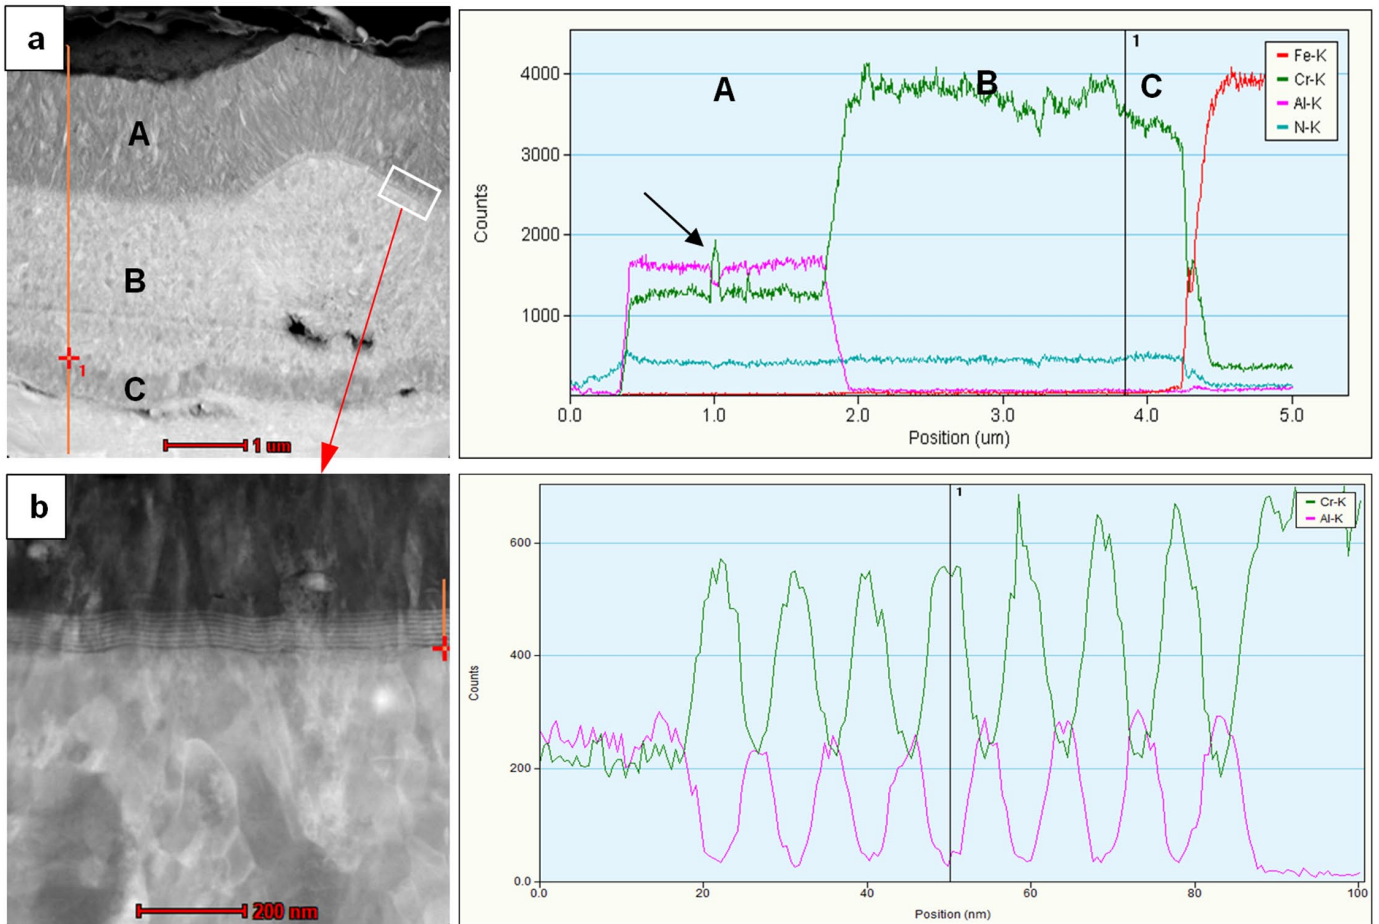 a
A
B
C
1
1 um
A
B
C
1
Fe-K
Cr-K
Al-K
N-K
4000
3000
2000
1000
Counts
0.0 1.0 2.0 3.0 4.0 5.0
Position (um)
b
200 nm
1
Cr-K
Al-K
600
400
200
0.0
Counts
0.0 20 40 60 80 100
Position (nm)